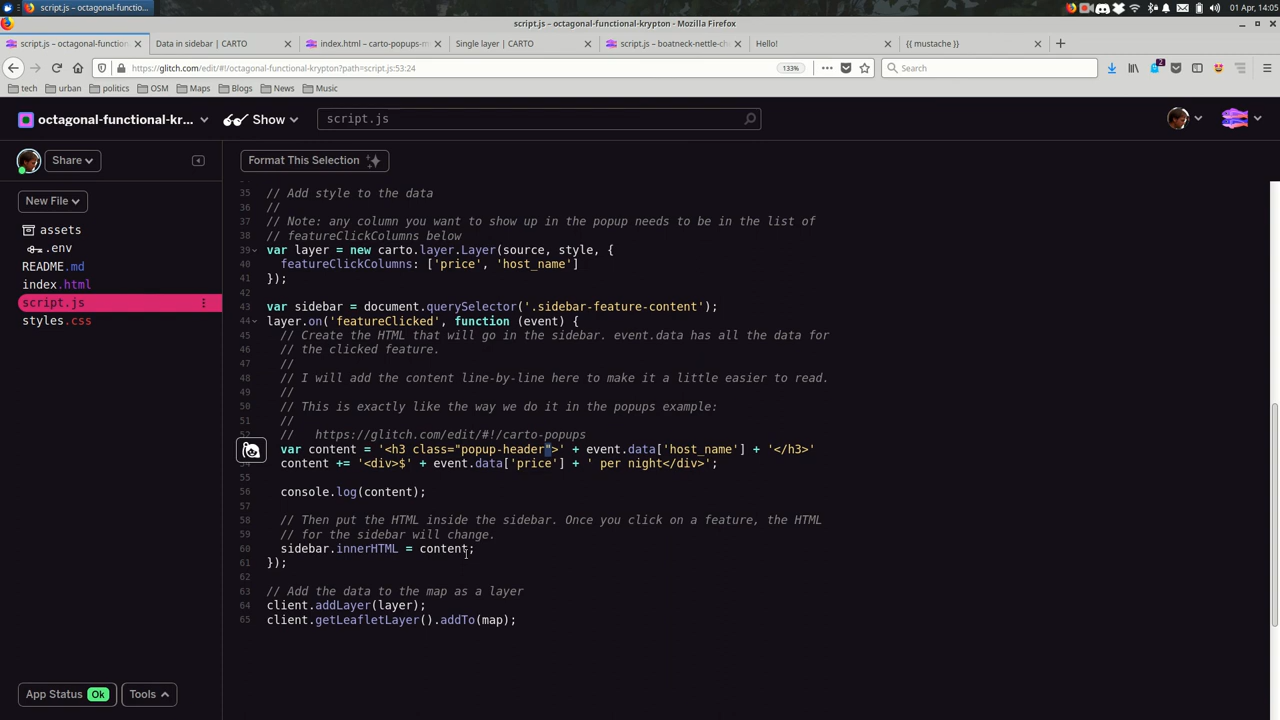 script.js – octagonal-functio...
01 Apr, 14:05
script.js – octagonal-functional-krypton - Mozilla Firefox
script.js – octagonal-function
Data in sidebar | CARTO
index.html – carto-popups-m
Single layer | CARTO
script.js – boatneck-nettle-ch
Hello!
{{ mustache }}
https://glitch.com/edit/#!/octagonal-functional-krypton?path=script.js:53:24
133%
Search
2
tech
urban
politics
OSM
Maps
Blogs
News
Music
octagonal-functional-kr...
Show
script.js
Share
Format This Selection
New File
assets
.env
README.md
index.html
script.js
styles.css
35 // Add style to the data
36 //
37 // Note: any column you want to show up in the popup needs to be in the list of
38 // featureClickColumns below
39 var layer = new carto.layer.Layer(source, style, {
40 featureClickColumns: ['price', 'host_name']
41 });
42
43 var sidebar = document.querySelector('.sidebar-feature-content');
44 layer.on('featureClicked', function (event) {
45 // Create the HTML that will go in the sidebar. event.data has all the data for
46 // the clicked feature.
47 //
48 // I will add the content line-by-line here to make it a little easier to read.
49 //
50 // This is exactly like the way we do it in the popups example:
51 //
52 // https://glitch.com/edit/#!/carto-popups
var content = '<h3 class="popup-header">' + event.data['host_name'] + '</h3>'
54 content += '<div>$' + event.data['price'] + ' per night</div>';
55
56 console.log(content);
57
58 // Then put the HTML inside the sidebar. Once you click on a feature, the HTML
59 // for the sidebar will change.
60 sidebar.innerHTML = content;
61 });
62
63 // Add the data to the map as a layer
64 client.addLayer(layer);
65 client.getLeafletLayer().addTo(map);
App Status Ok
Tools